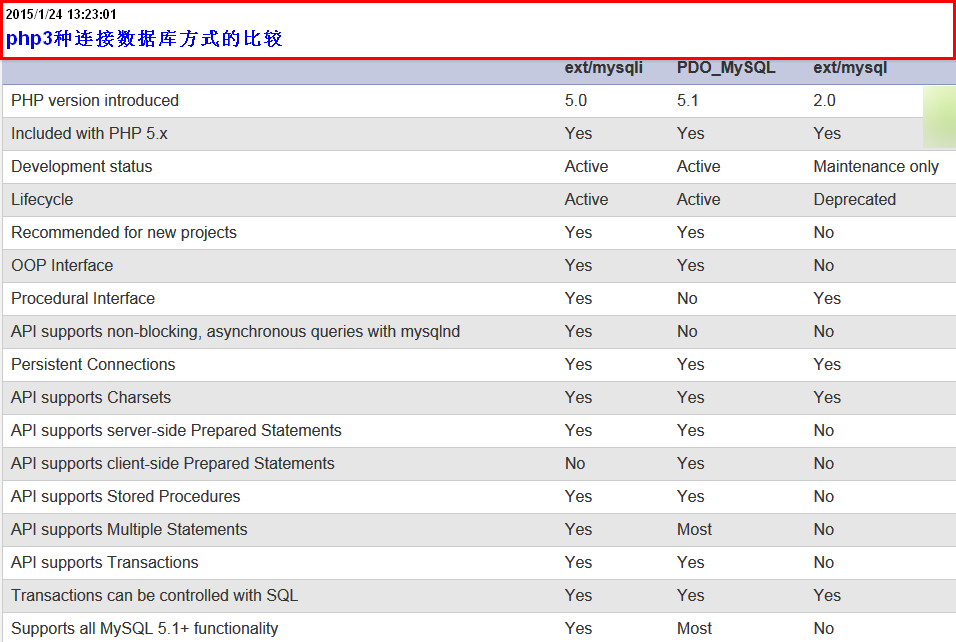 2015/1/24 13:23:01
php3种连接数据库方式的比较
ext/mysqli PDO_MySQL ext/mysql
PHP version introduced 5.0 5.1 2.0
Included with PHP 5.x Yes Yes Yes
Development status Active Active Maintenance only
Lifecycle Active Active Deprecated
Recommended for new projects Yes Yes No
OOP Interface Yes Yes No
Procedural Interface Yes No Yes
API supports non-blocking, asynchronous queries with mysqlnd Yes No No
Persistent Connections Yes Yes Yes
API supports Charsets Yes Yes Yes
API supports server-side Prepared Statements Yes Yes No
API supports client-side Prepared Statements No Yes No
API supports Stored Procedures Yes Yes No
API supports Multiple Statements Yes Most No
API supports Transactions Yes Yes No
Transactions can be controlled with SQL Yes Yes Yes
Supports all MySQL 5.1+ functionality Yes Most No